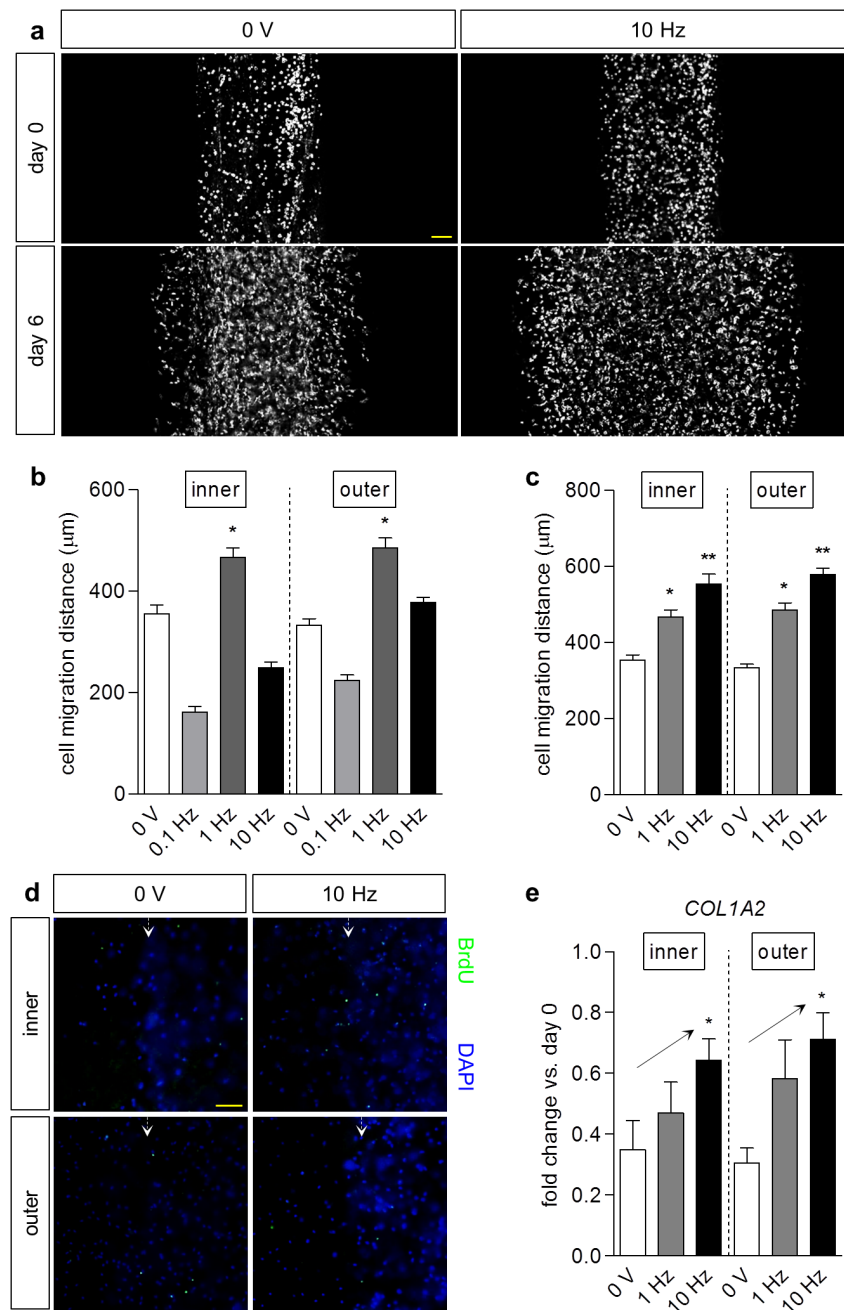 a
0 V
10 Hz
day 0
day 6
b
inner
outer
cell migration distance (μm)
600
400
200
0
*
*
0 V
0.1 Hz
1 Hz
10 Hz
0 V
0.1 Hz
1 Hz
10 Hz
c
inner
outer
cell migration distance (μm)
800
600
400
200
0
*
**
*
**
0 V
1 Hz
10 Hz
0 V
1 Hz
10 Hz
d
0 V
10 Hz
inner
outer
BrdU
DAPI
e
COL1A2
inner
outer
fold change vs. day 0
1.0
0.8
0.6
0.4
0.2
0.0
*
*
0 V
1 Hz
10 Hz
0 V
1 Hz
10 Hz